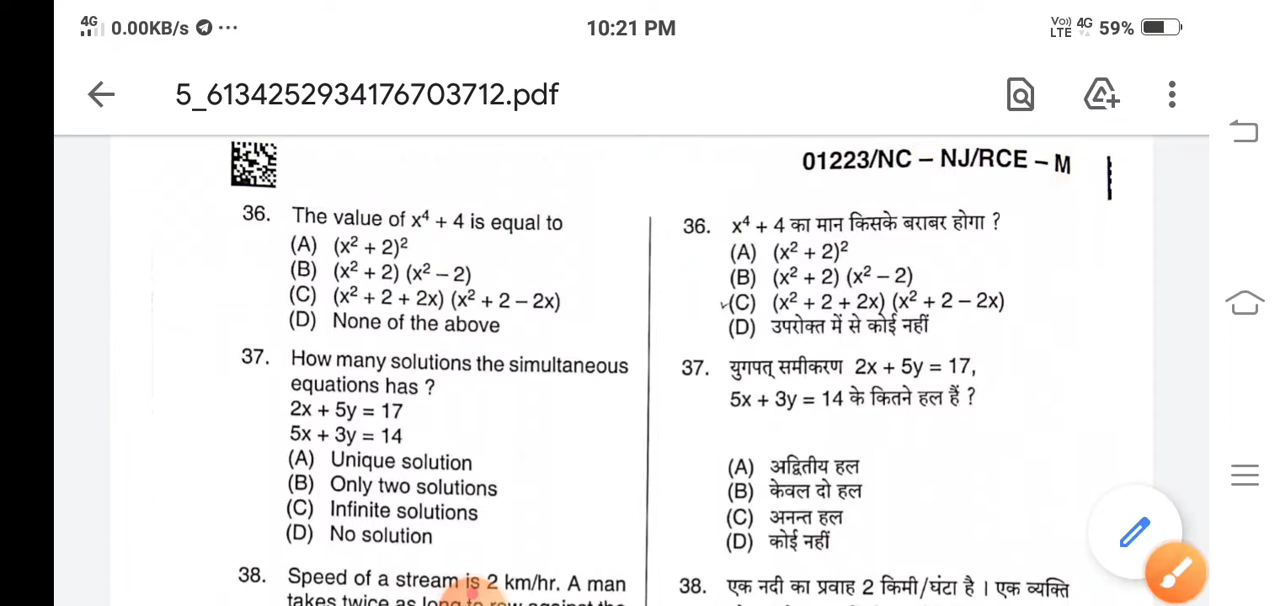 4G 0.00KB/s ...
10:21 PM
Vo) 4G 59%
LTE
5_6134252934176703712.pdf
01223/NC – NJ/RCE – M
36. The value of x⁴ + 4 is equal to
(A) (x² + 2)²
(B) (x² + 2) (x² – 2)
(C) (x² + 2 + 2x) (x² + 2 – 2x)
(D) None of the above
37. How many solutions the simultaneous
equations has ?
2x + 5y = 17
5x + 3y = 14
(A) Unique solution
(B) Only two solutions
(C) Infinite solutions
(D) No solution
38. Speed of a stream is 2 km/hr. A man
takes twice as long to row against the
36. x⁴ + 4 का मान किसके बराबर होगा ?
(A) (x² + 2)²
(B) (x² + 2) (x² – 2)
(C) (x² + 2 + 2x) (x² + 2 – 2x)
(D) उपरोक्त में से कोई नहीं
37. युगपत् समीकरण 2x + 5y = 17,
5x + 3y = 14 के कितने हल हैं ?
(A) अद्वितीय हल
(B) केवल दो हल
(C) अनन्त हल
(D) कोई नहीं
38. एक नदी का प्रवाह 2 किमी/घंटा है । एक व्यक्ति